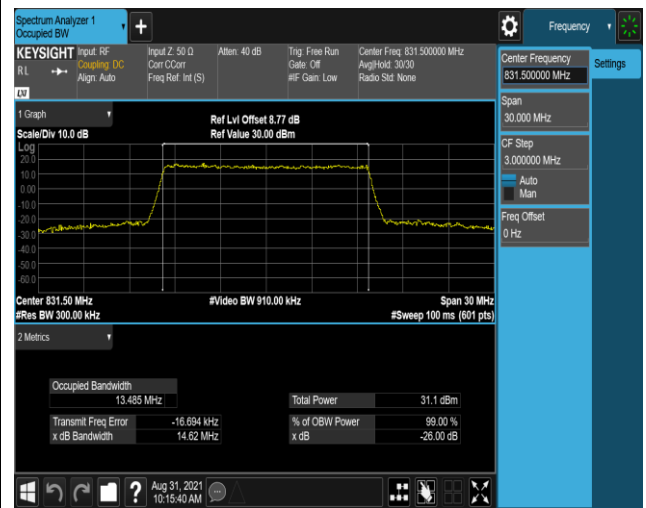 Spectrum Analyzer 1
Occupied BW
+
Frequency
KEYSIGHT
RL
LXI
Input: RF
Coupling: DC
Align: Auto
Input Z: 50 Ω
Corr CCorr
Freq Ref: Int (S)
Atten: 40 dB
Trig: Free Run
Gate: Off
#IF Gain: Low
Center Freq: 831.500000 MHz
Avg|Hold: 30/30
Radio Std: None
Center Frequency
831.500000 MHz
Settings
Span
30.000 MHz
CF Step
3.000000 MHz
Auto
Man
Freq Offset
0 Hz
1 Graph
Scale/Div 10.0 dB
Ref Lvl Offset 8.77 dB
Ref Value 30.00 dBm
Log
20.0
10.0
0.00
-10.0
-20.0
-30.0
-40.0
-50.0
-60.0
Center 831.50 MHz
#Video BW 910.00 kHz
Span 30 MHz
#Res BW 300.00 kHz
#Sweep 100 ms (601 pts)
2 Metrics
Occupied Bandwidth
13.485 MHz
Total Power 31.1 dBm
Transmit Freq Error -16.694 kHz
% of OBW Power 99.00 %
x dB Bandwidth 14.62 MHz
x dB -26.00 dB
?
Aug 31, 2021
10:15:40 AM